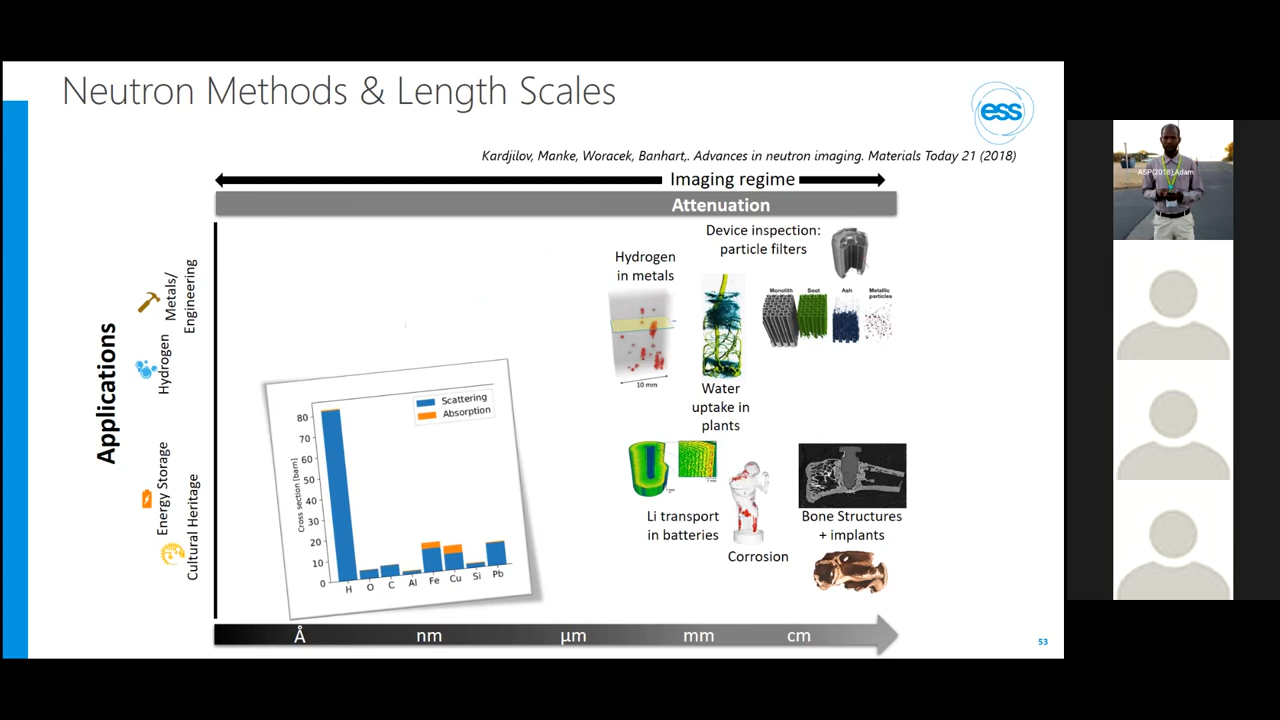 Neutron Methods & Length Scales
ess
Kardjilov, Manke, Woracek, Banhart,. Advances in neutron imaging. Materials Today 21 (2018)
Imaging regime
Attenuation
Device inspection:
particle filters
Hydrogen
in metals
Monolith
Soot
Ash
Metallic
particles
10 mm
Water
uptake in
plants
Applications
Metals/
Engineering
Hydrogen
Energy Storage
Cultural Heritage
Scattering
Absorption
Cross section [barn]
80
70
60
50
40
30
20
10
0
H
O
C
Al
Fe
Cu
Si
Pb
Li transport
in batteries
Corrosion
Bone Structures
+ implants
Å
nm
µm
mm
cm
53
ASP(2018) Adam